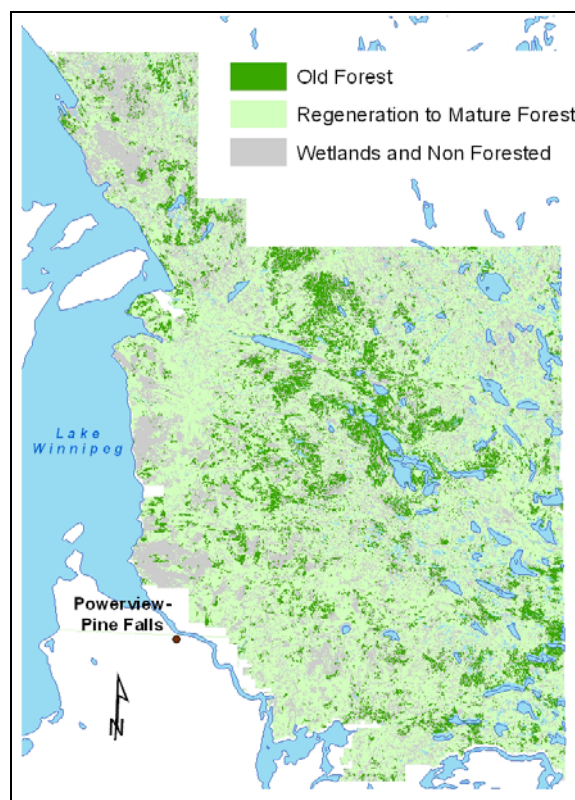 Old Forest
Regeneration to Mature Forest
Wetlands and Non Forested
Lake
Winnipeg
Powerview-
Pine Falls
N